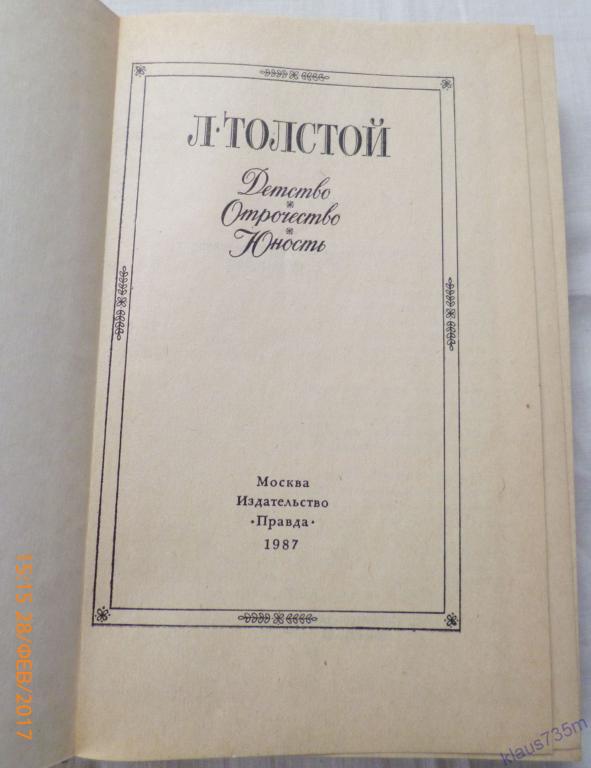 Л·ТОЛСТОЙ
Детство
Отрочество
Юность
Москва
Издательство
·Правда·
1987
15:15 28/ФЕВ/2017
klaus735m